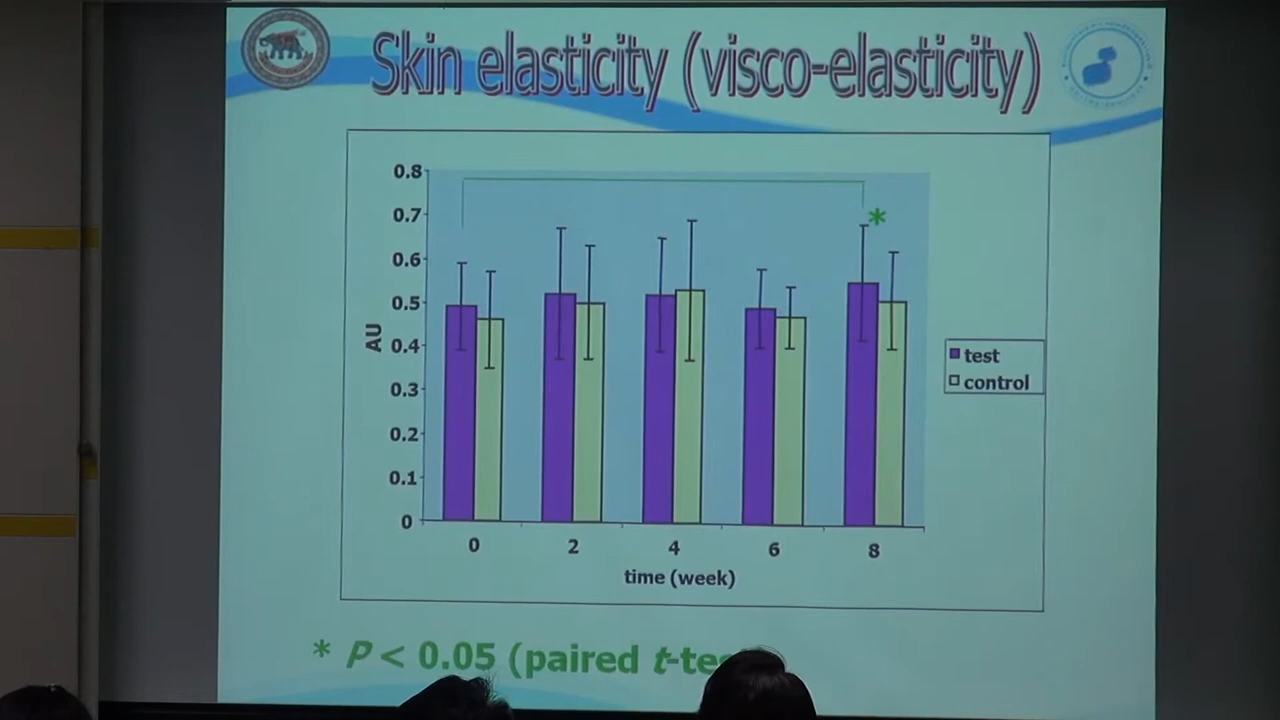 Skin elasticity (visco-elasticity)
0.8
0.7
0.6
0.5
0.4
0.3
0.2
0.1
0
AU
*
0 2 4 6 8
time (week)
test
control
* P < 0.05 (paired t-tes